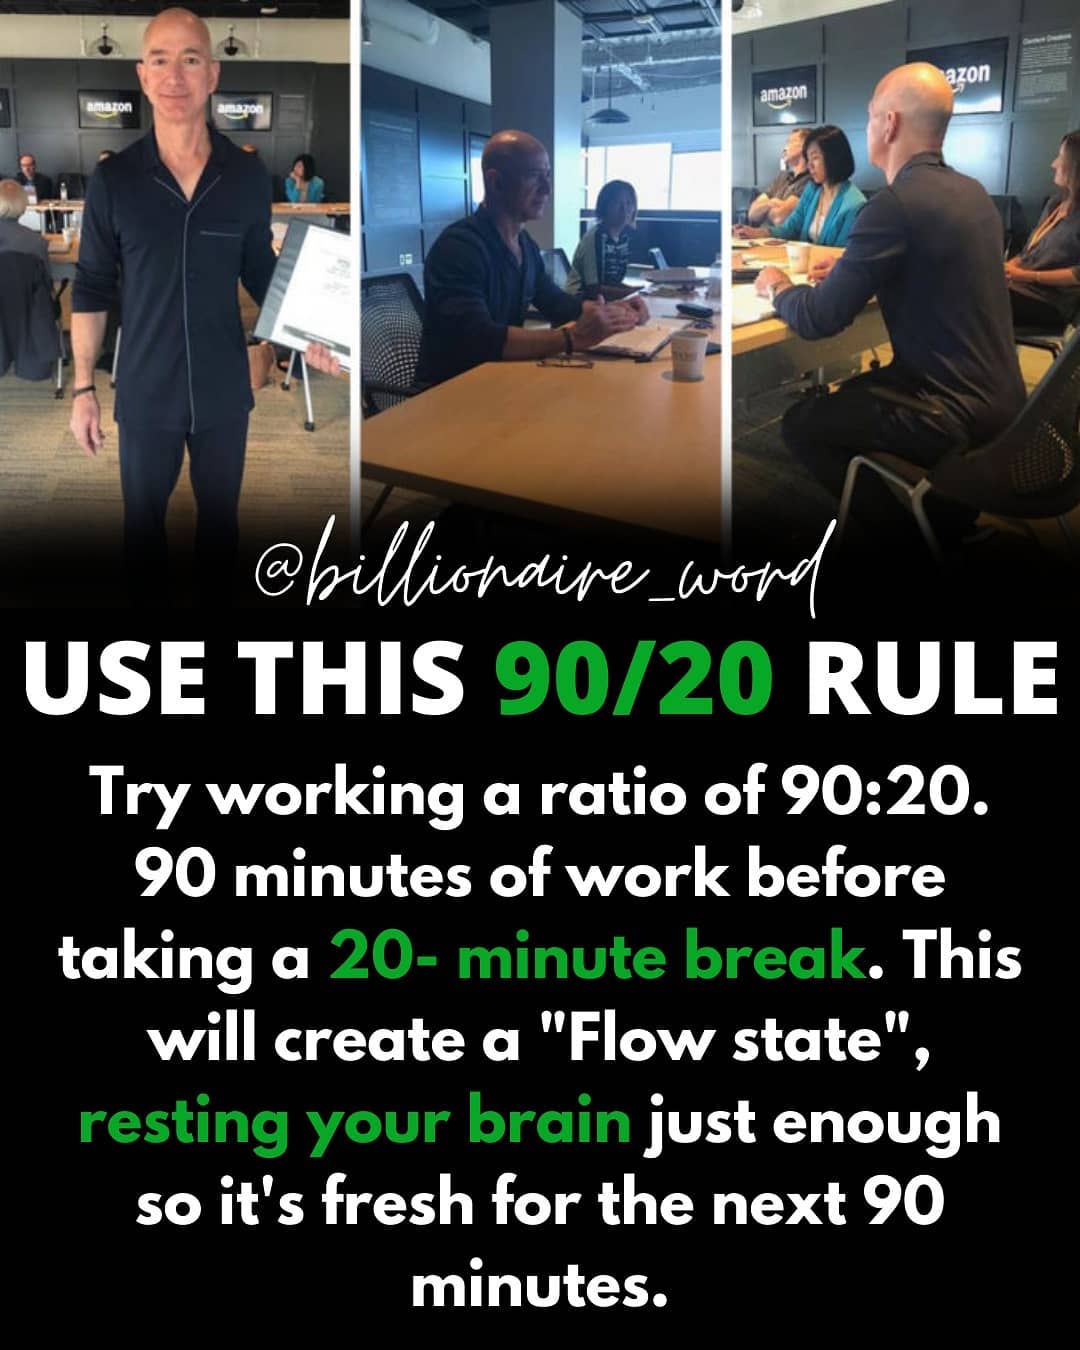 amazon
amazon
amazon
azon
Content Creation
@billionaire_word
USE THIS 90/20 RULE
Try working a ratio of 90:20.
90 minutes of work before
taking a 20- minute break. This
will create a "Flow state",
resting your brain just enough
so it's fresh for the next 90
minutes.